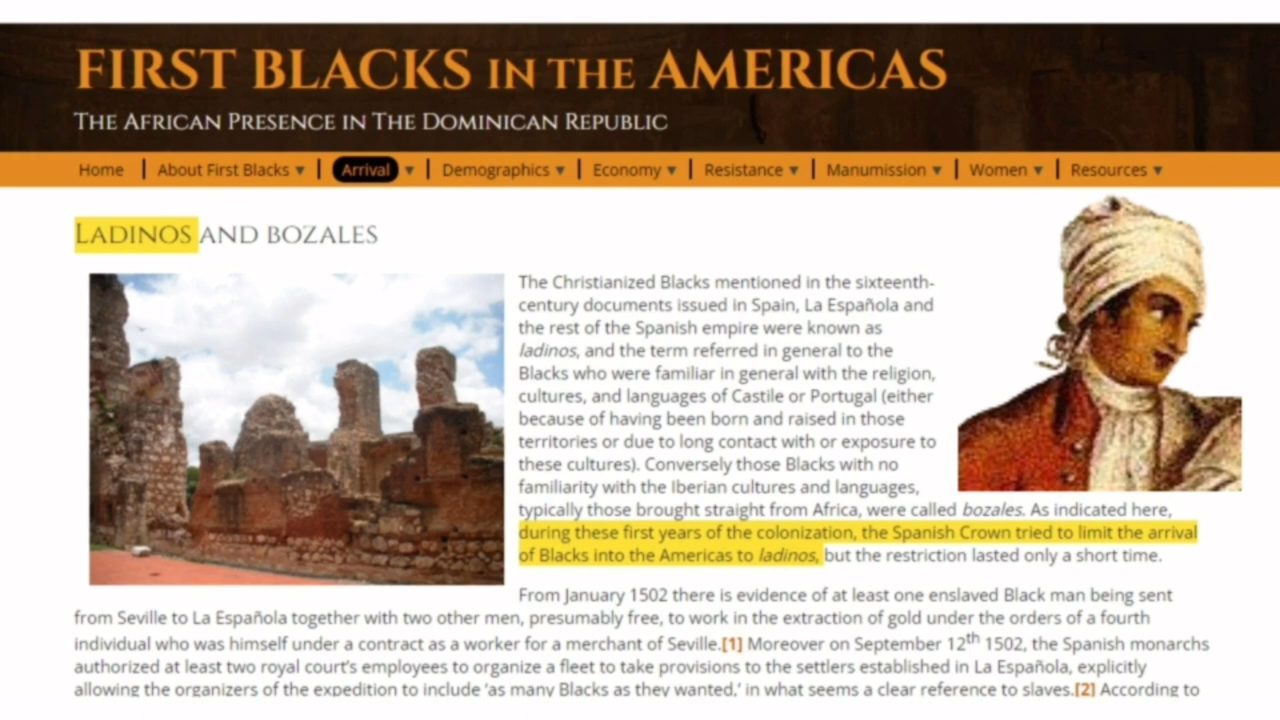 FIRST BLACKS IN THE AMERICAS
THE AFRICAN PRESENCE IN THE DOMINICAN REPUBLIC
Home | About First Blacks ▼ | Arrival ▼ | Demographics ▼ | Economy ▼ | Resistance ▼ | Manumission ▼ | Women ▼ | Resources ▼
LADINOS AND BOZALES
The Christianized Blacks mentioned in the sixteenth-
century documents issued in Spain, La Española and
the rest of the Spanish empire were known as
ladinos, and the term referred in general to the
Blacks who were familiar in general with the religion,
cultures, and languages of Castile or Portugal (either
because of having been born and raised in those
territories or due to long contact with or exposure to
these cultures). Conversely those Blacks with no
familiarity with the Iberian cultures and languages,
typically those brought straight from Africa, were called bozales. As indicated here,
during these first years of the colonization, the Spanish Crown tried to limit the arrival
of Blacks into the Americas to ladinos, but the restriction lasted only a short time.
From January 1502 there is evidence of at least one enslaved Black man being sent
from Seville to La Española together with two other men, presumably free, to work in the extraction of gold under the orders of a fourth
individual who was himself under a contract as a worker for a merchant of Seville.[1] Moreover on September 12th 1502, the Spanish monarchs
authorized at least two royal court's employees to organize a fleet to take provisions to the settlers established in La Española, explicitly
allowing the organizers of the expedition to include 'as many Blacks as they wanted,' in what seems a clear reference to slaves.[2] According to